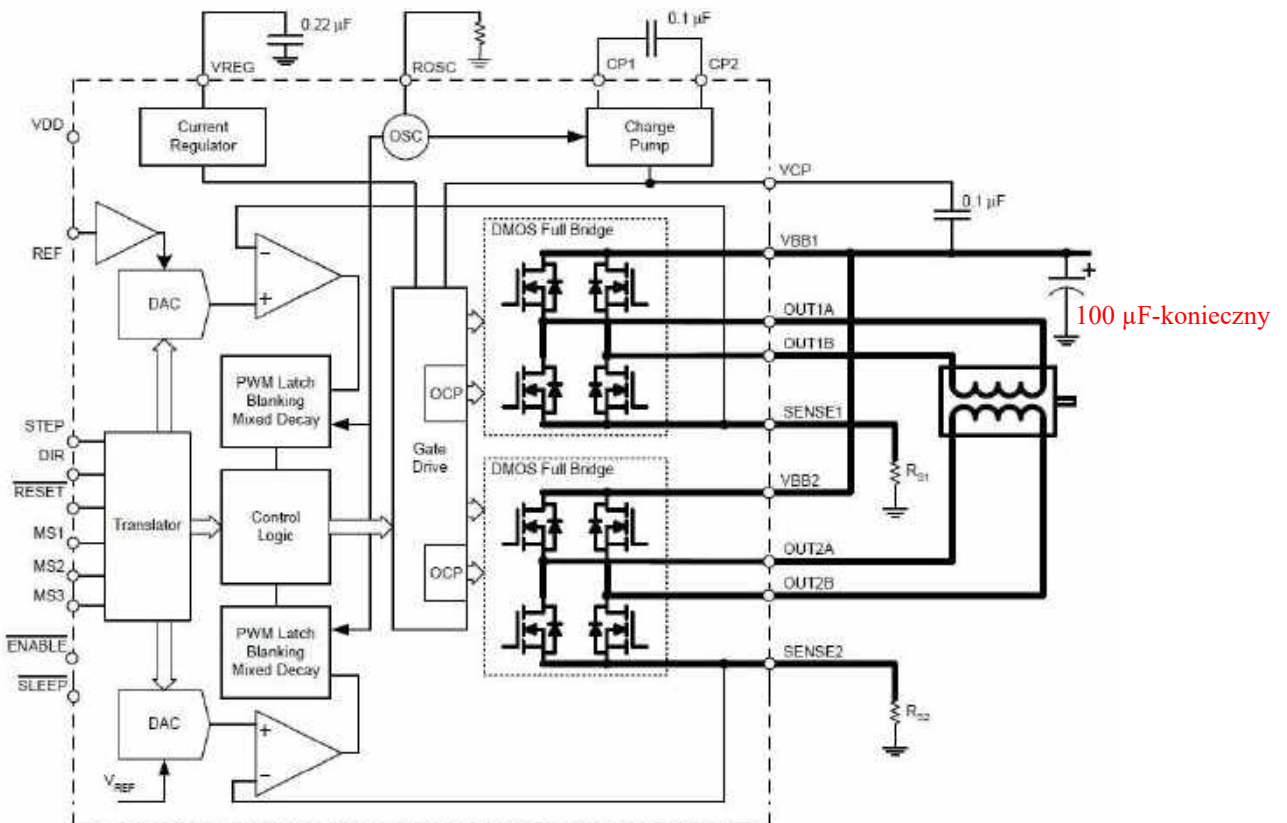 0.22 µF
0.1 µF
VREG
ROSC
CP1
CP2
VDD
Current
Regulator
OSC
Charge
Pump
VCP
0.1 µF
REF
DMOS Full Bridge
VBB1
DAC
+
100 µF-konieczny
OUT1A
OUT1B
PWM Latch
Blanking
Mixed Decay
OCP
SENSE1
STEP
DIR
RESET
MS1
MS2
MS3
Translator
Control
Logic
Gate
Drive
DMOS Full Bridge
VBB2
RS1
OUT2A
OCP
OUT2B
PWM Latch
Blanking
Mixed Decay
ENABLE
SLEEP
SENSE2
DAC
RS2
VREF